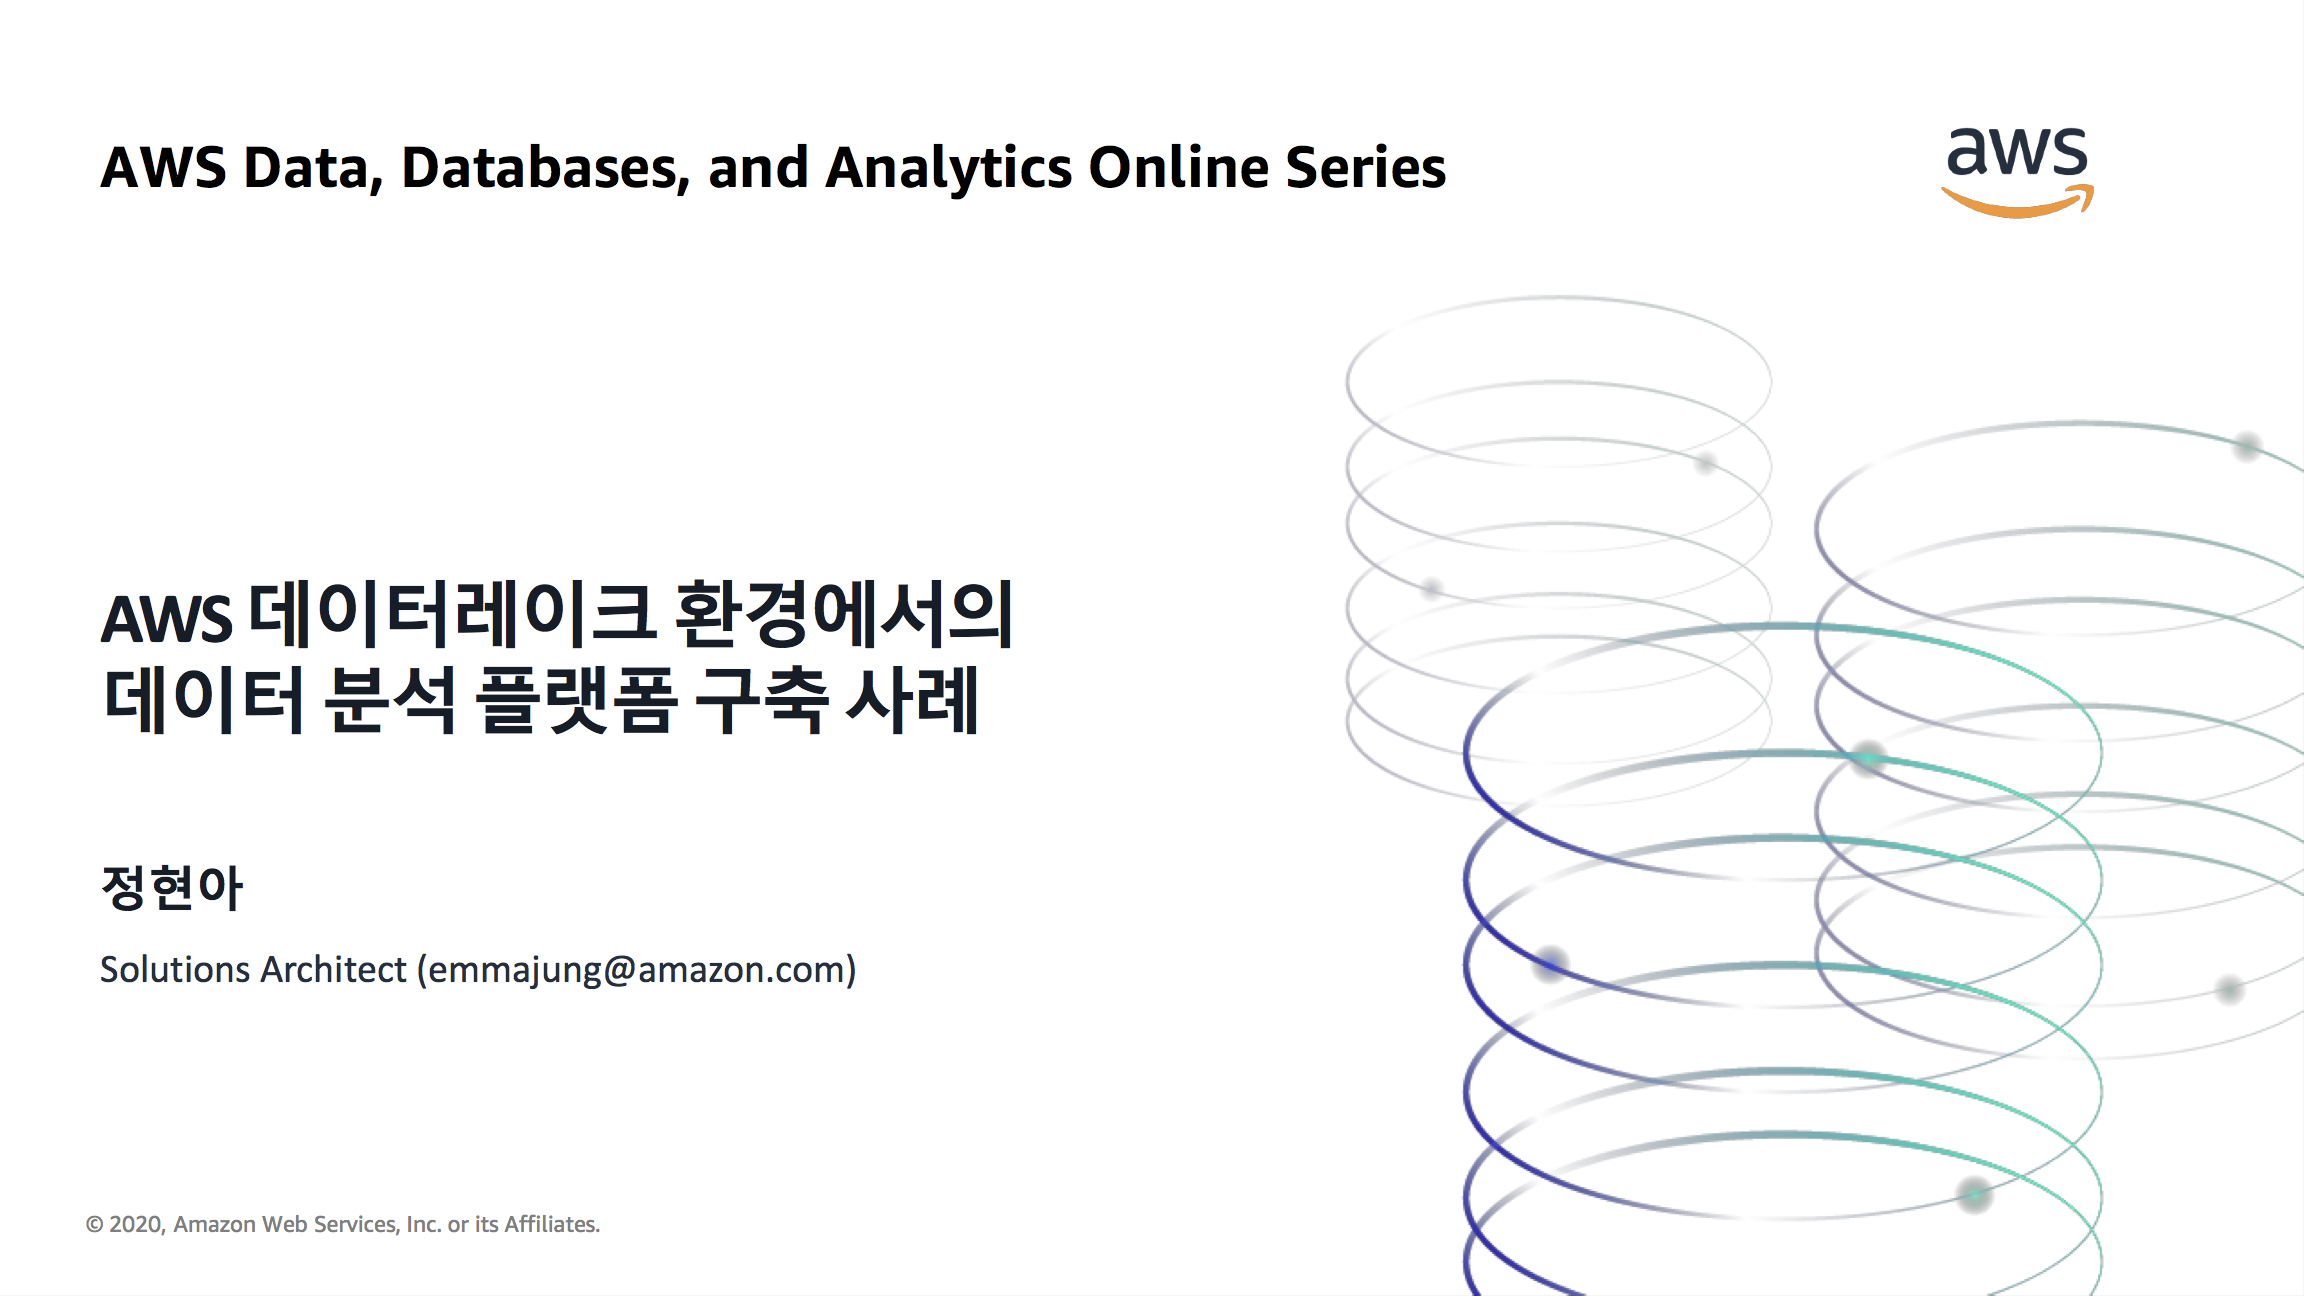 AWS Data, Databases, and Analytics Online Series
aws
AWS 데이터레이크 환경에서의
데이터 분석 플랫폼 구축 사례
정현아
Solutions Architect (emmajung@amazon.com)
© 2020, Amazon Web Services, Inc. or its Affiliates.